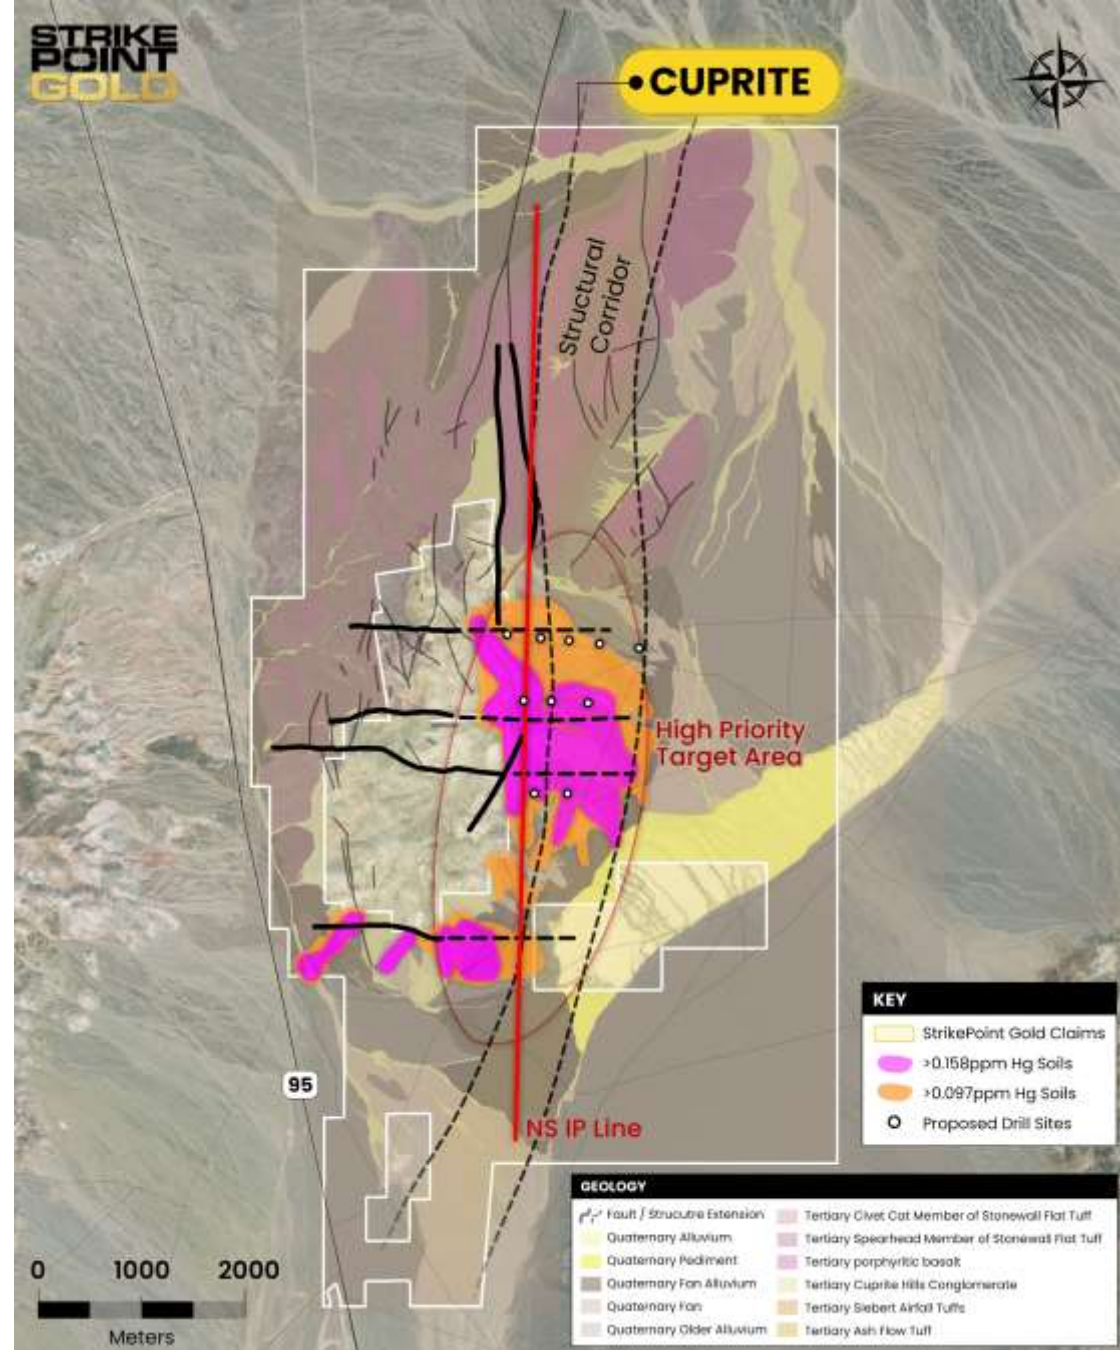 STRIKE
POINT
GOLD
CUPRITE
Structural
Corridor
High Priority
Target Area
95
NS IP Line
KEY
StrikePoint Gold Claims
>0.158ppm Hg Soils
>0.097ppm Hg Soils
Proposed Drill Sites
GEOLOGY
Fault / Strucutre Extension
Quaternary Alluvium
Quaternary Pediment
Quaternary Fan Alluvium
Quaternary Fan
Quaternary Older Alluvium
Tertiary Civet Cat Member of Stonewall Flat Tuff
Tertiary Spearhead Member of Stonewall Flat Tuff
Tertiary porphyritic basalt
Tertiary Cuprite Hills Conglomerate
Tertiary Siebert Airfall Tuffs
Tertiary Ash Flow Tuff
0 1000 2000
Meters